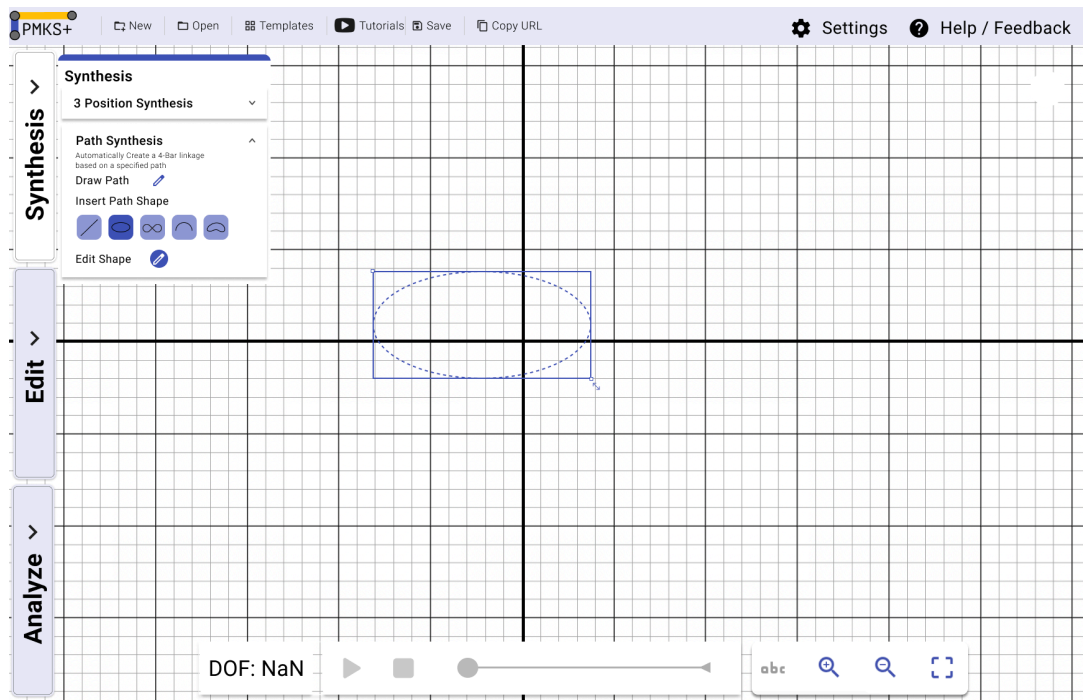 PMKS+
New
Open
Templates
Tutorials
Save
Copy URL
Settings
Help / Feedback
Synthesis
Synthesis
3 Position Synthesis
Path Synthesis
Automatically Create a 4-Bar linkage
based on a specified path
Draw Path
Insert Path Shape
Edit Shape
Edit
Analyze
DOF: NaN
abc